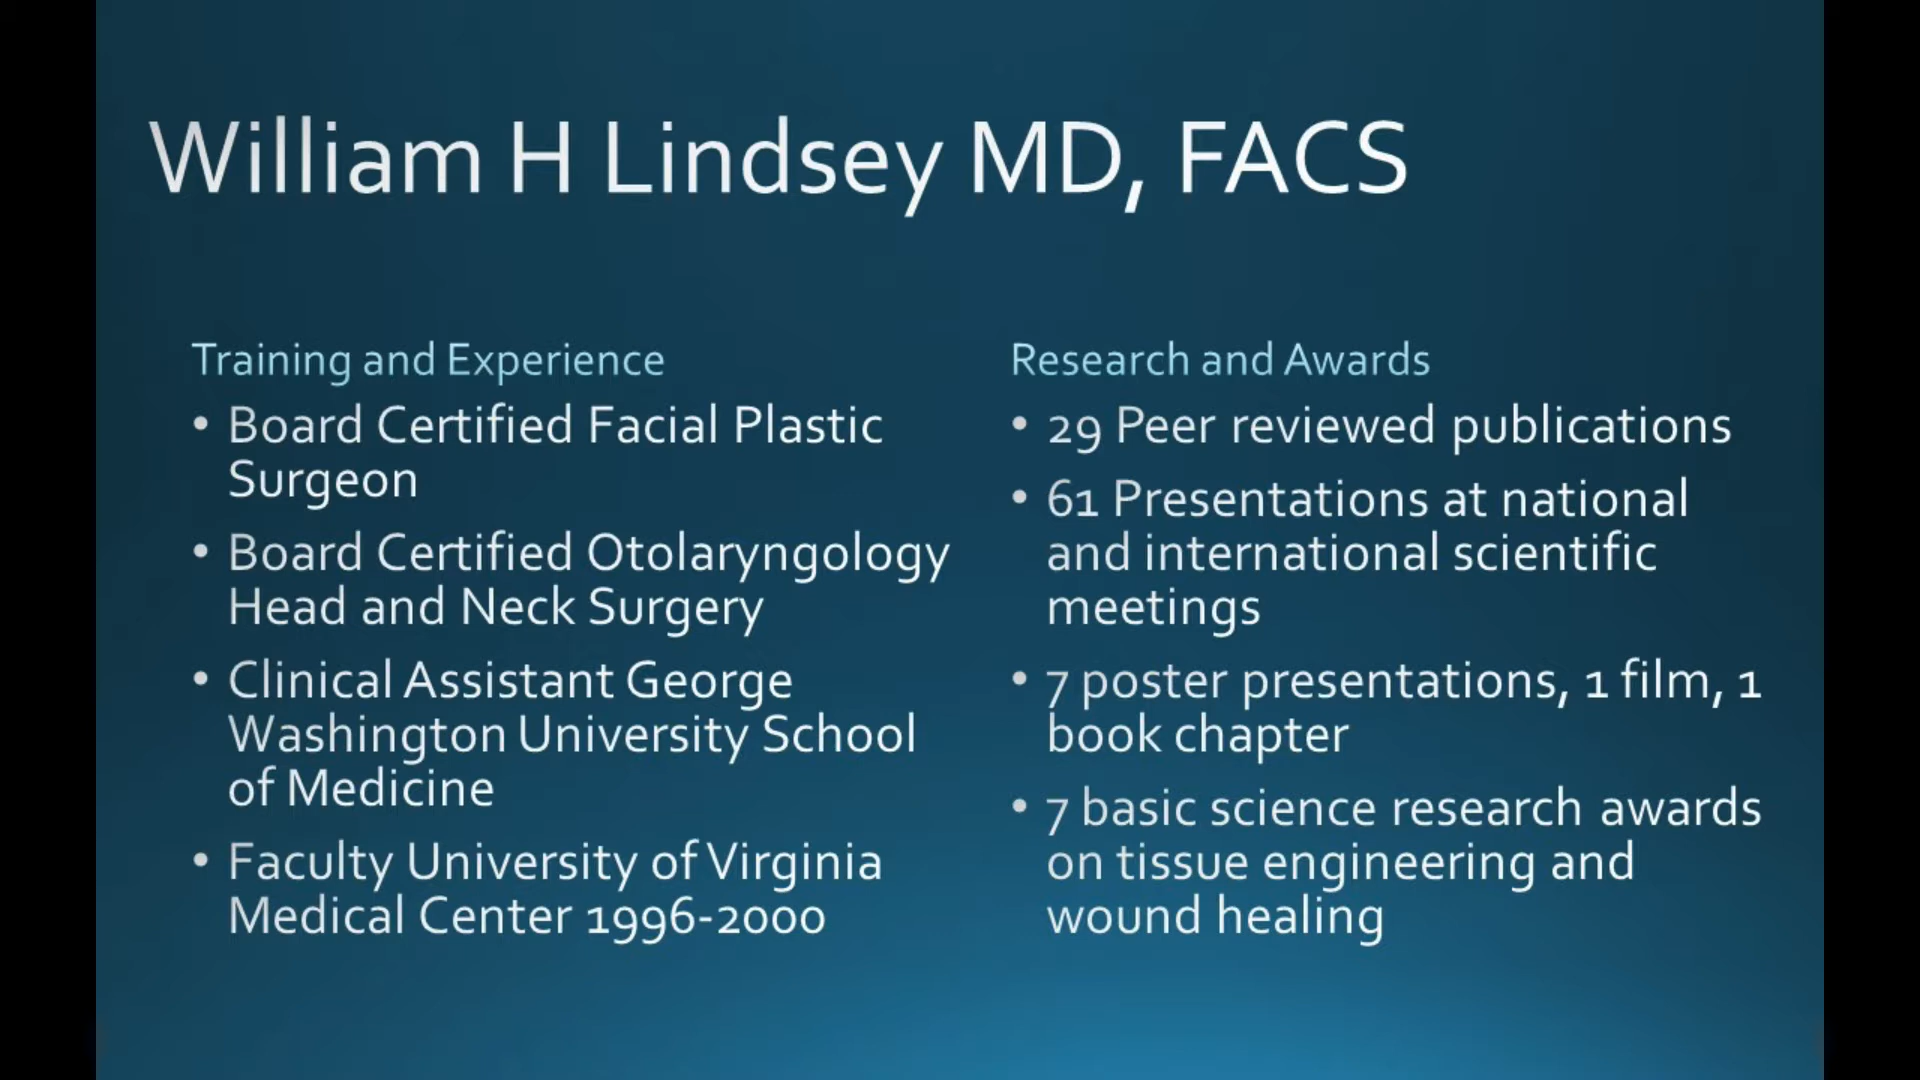 William H Lindsey MD, FACS
Training and Experience
• Board Certified Facial Plastic
Surgeon
• Board Certified Otolaryngology
Head and Neck Surgery
• Clinical Assistant George
Washington University School
of Medicine
• Faculty University of Virginia
Medical Center 1996-2000
Research and Awards
• 29 Peer reviewed publications
• 61 Presentations at national
and international scientific
meetings
• 7 poster presentations, 1 film, 1
book chapter
• 7 basic science research awards
on tissue engineering and
wound healing